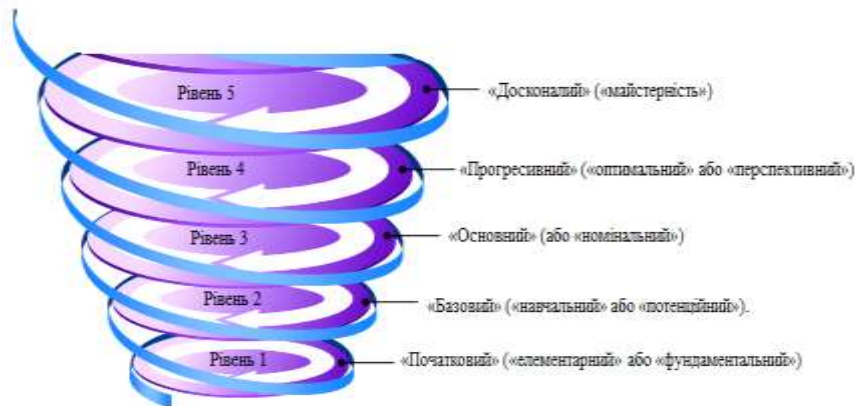 Рівень 5
«Досконалий» («майстерність»)
Рівень 4
«Прогресивний» («оптимальний» або «перспективний»)
Рівень 3
«Основний» (або «номінальний»)
Рівень 2
«Базовий» («навчальний» або «потенційний»).
Рівень 1
«Початковий» («елементарний» або «фундаментальний»)